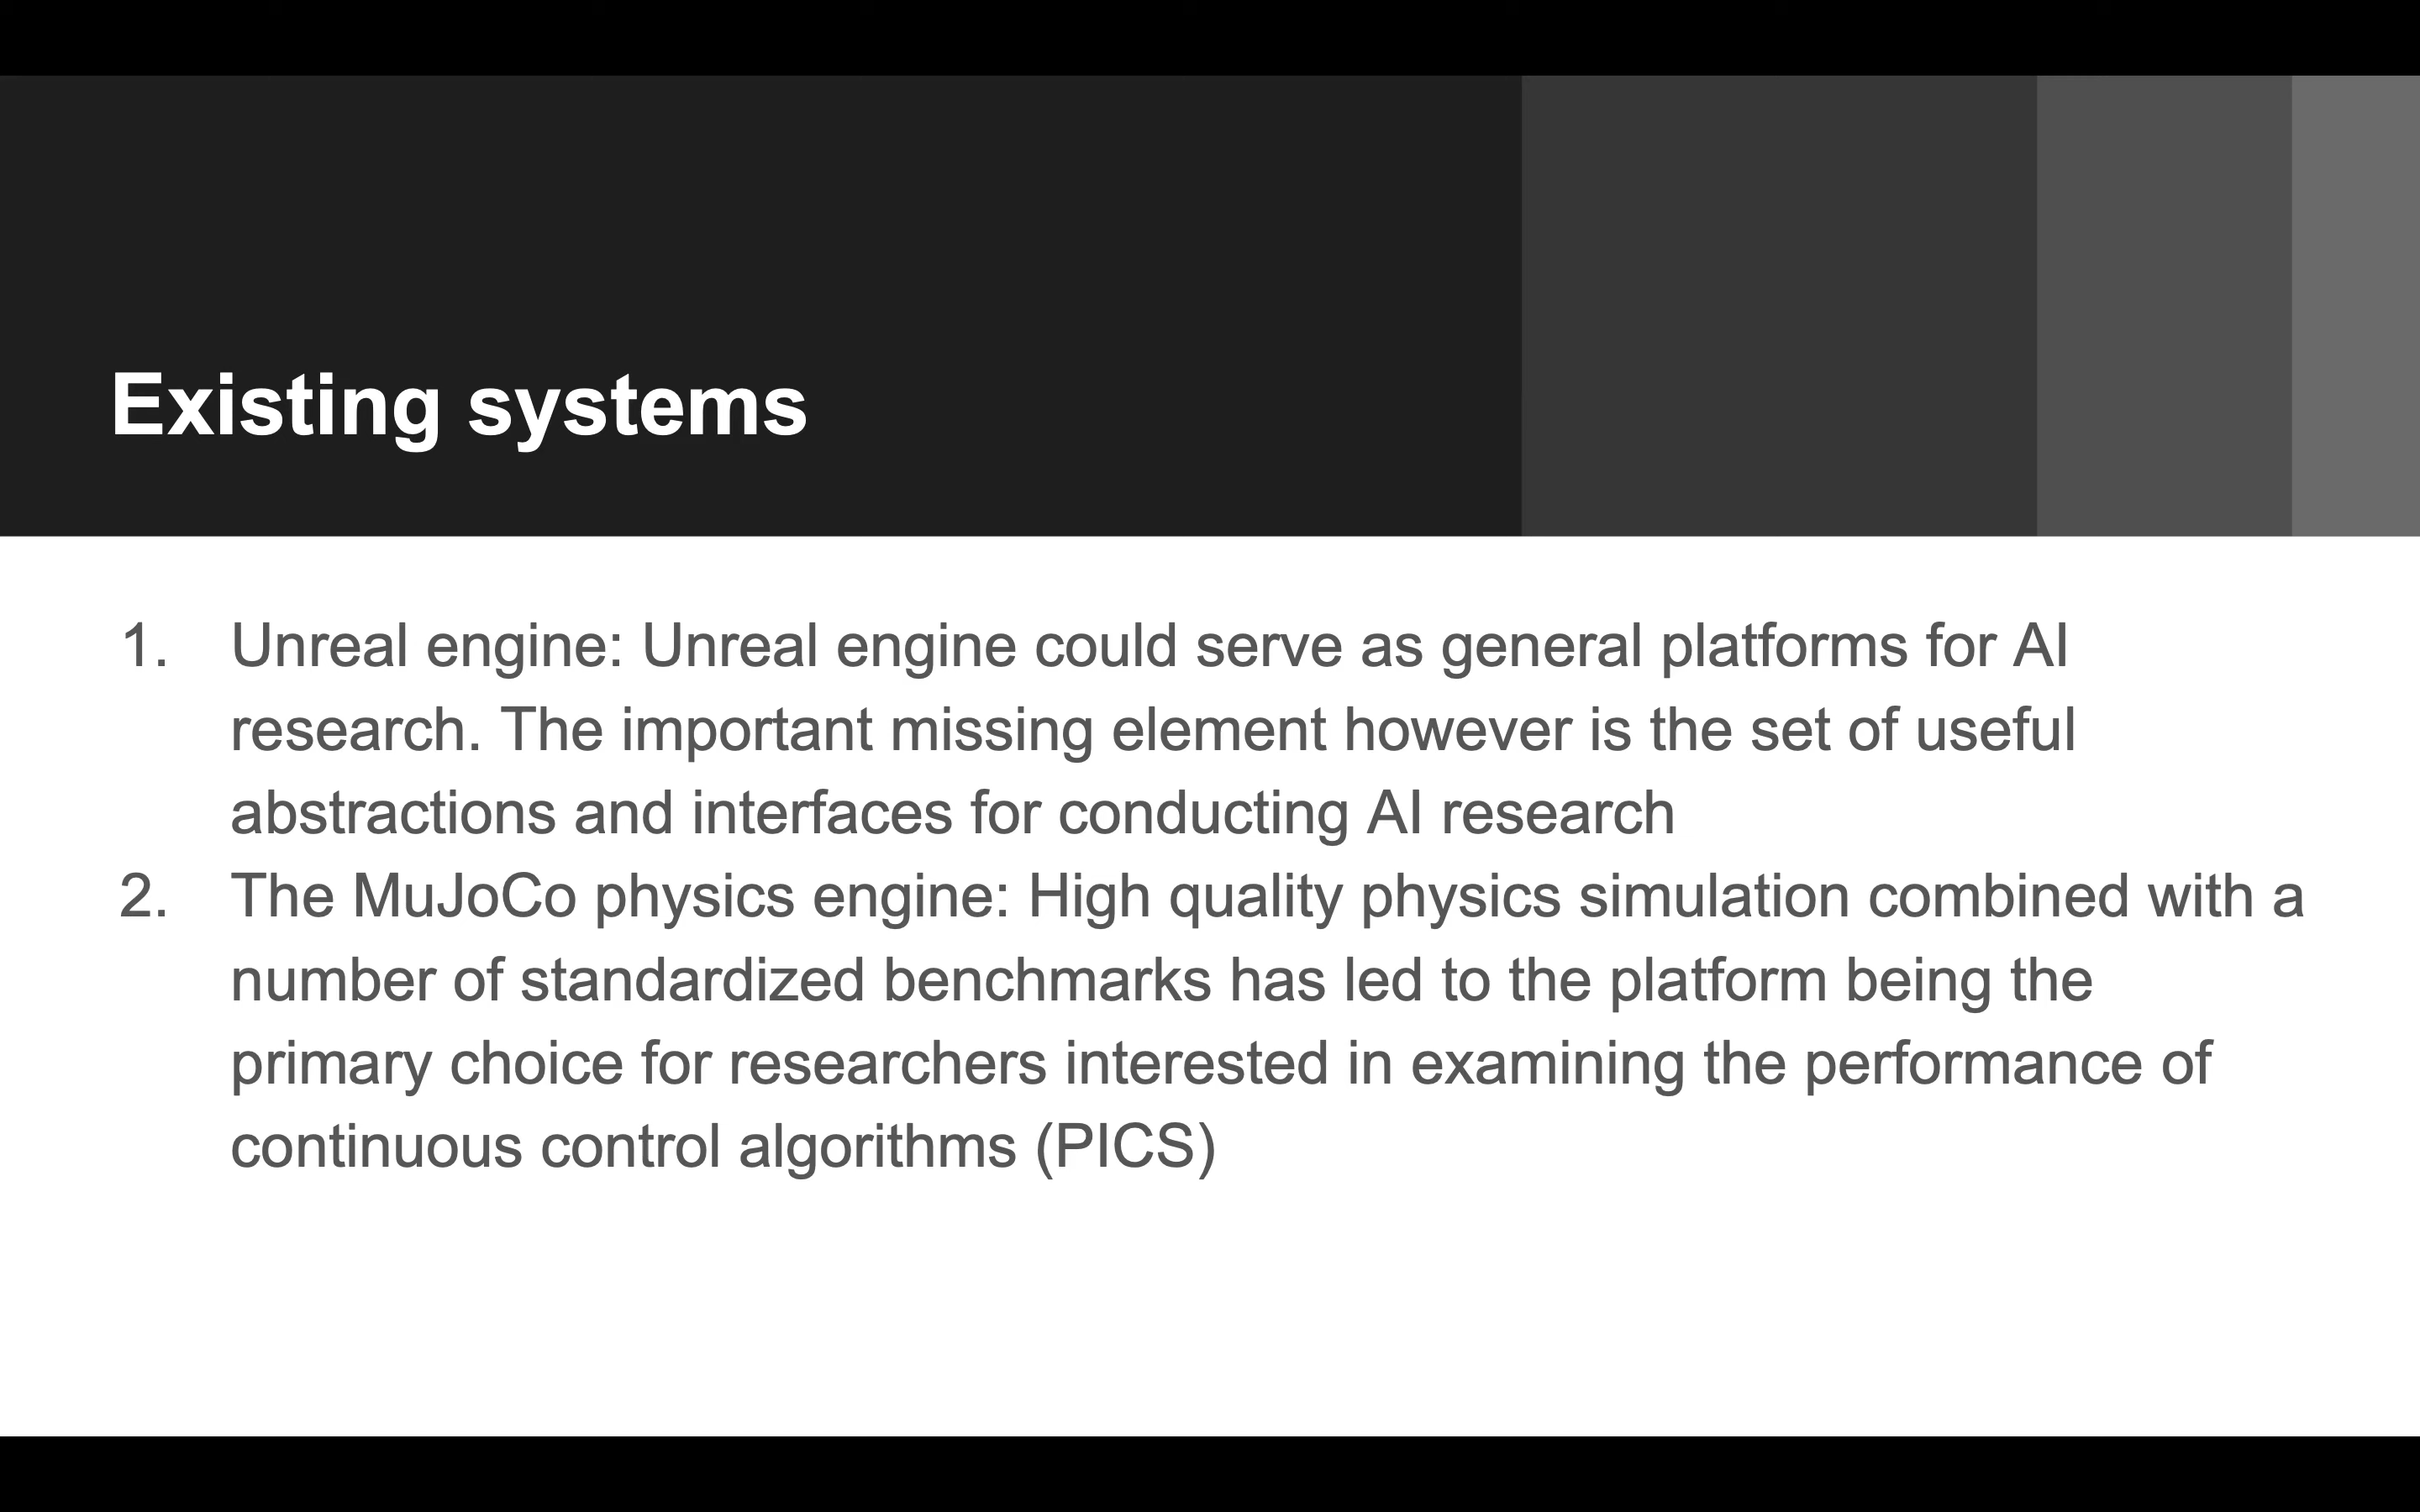 Existing systems
1. Unreal engine: Unreal engine could serve as general platforms for AI
research. The important missing element however is the set of useful
abstractions and interfaces for conducting AI research
2. The MuJoCo physics engine: High quality physics simulation combined with a
number of standardized benchmarks has led to the platform being the
primary choice for researchers interested in examining the performance of
continuous control algorithms (PICS)